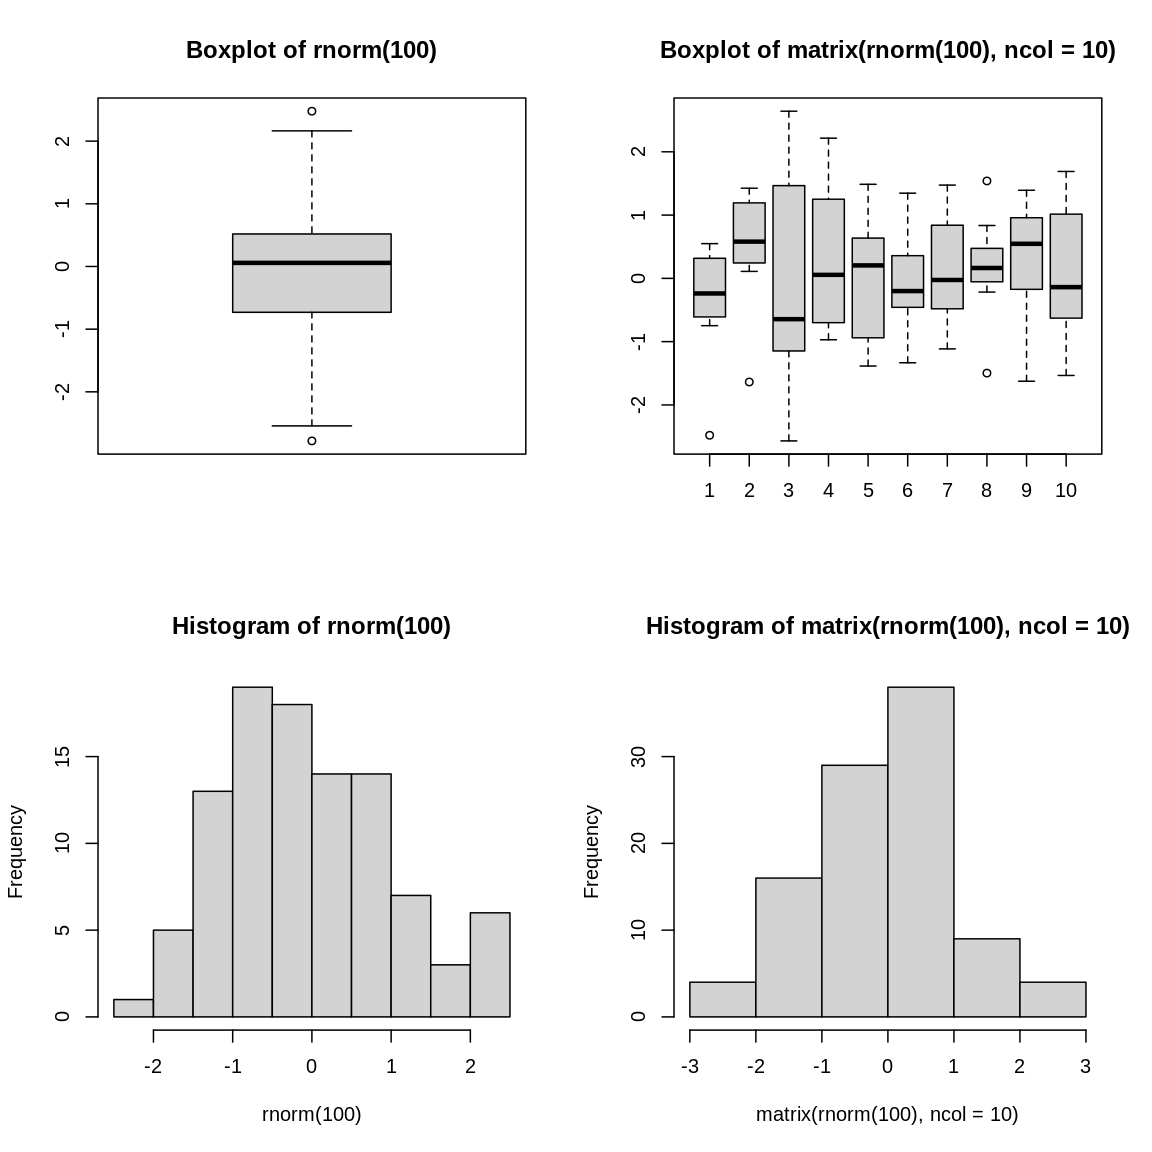 Boxplot of rnorm(100)
2
1
0
-1
-2
Boxplot of matrix(rnorm(100), ncol = 10)
2
1
0
-1
-2
1 2 3 4 5 6 7 8 9 10
Histogram of rnorm(100)
Frequency
15
10
5
0
-2 -1 0 1 2
rnorm(100)
Histogram of matrix(rnorm(100), ncol = 10)
Frequency
30
20
10
0
-3 -2 -1 0 1 2 3
matrix(rnorm(100), ncol = 10)